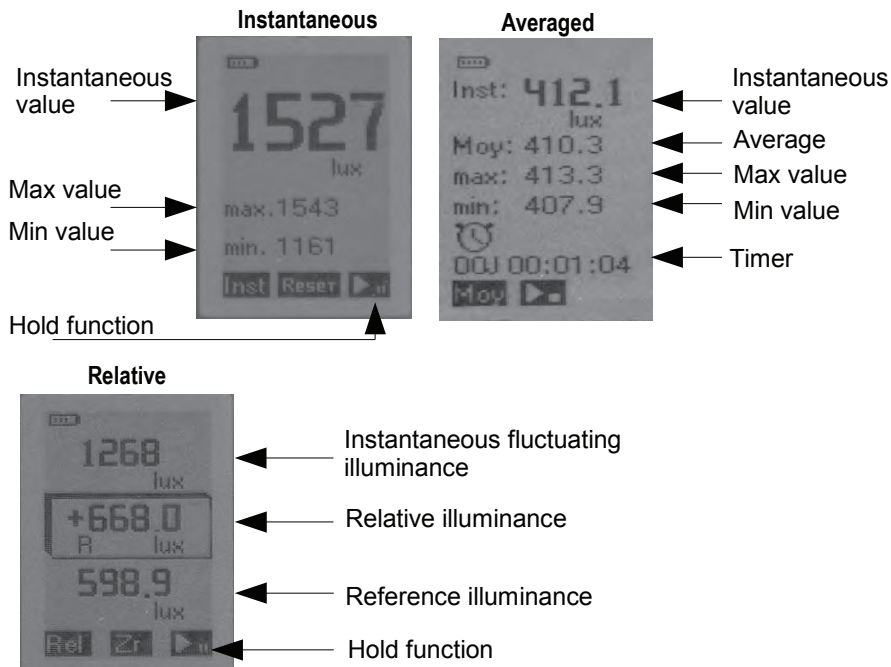 Instantaneous
Instantaneous
value
1527
lux
Max value
max.1543
Min value
min. 1161
Inst RESET
Hold function
Averaged
Inst: 412.1
lux
Instantaneous
value
Moy: 410.3
Average
max: 413.3
Max value
min: 407.9
Min value
00J 00:01:04
Timer
Moy
Relative
1268
lux
Instantaneous fluctuating
illuminance
+668.0
R lux
Relative illuminance
598.9
lux
Reference illuminance
Rel Zr
Hold function